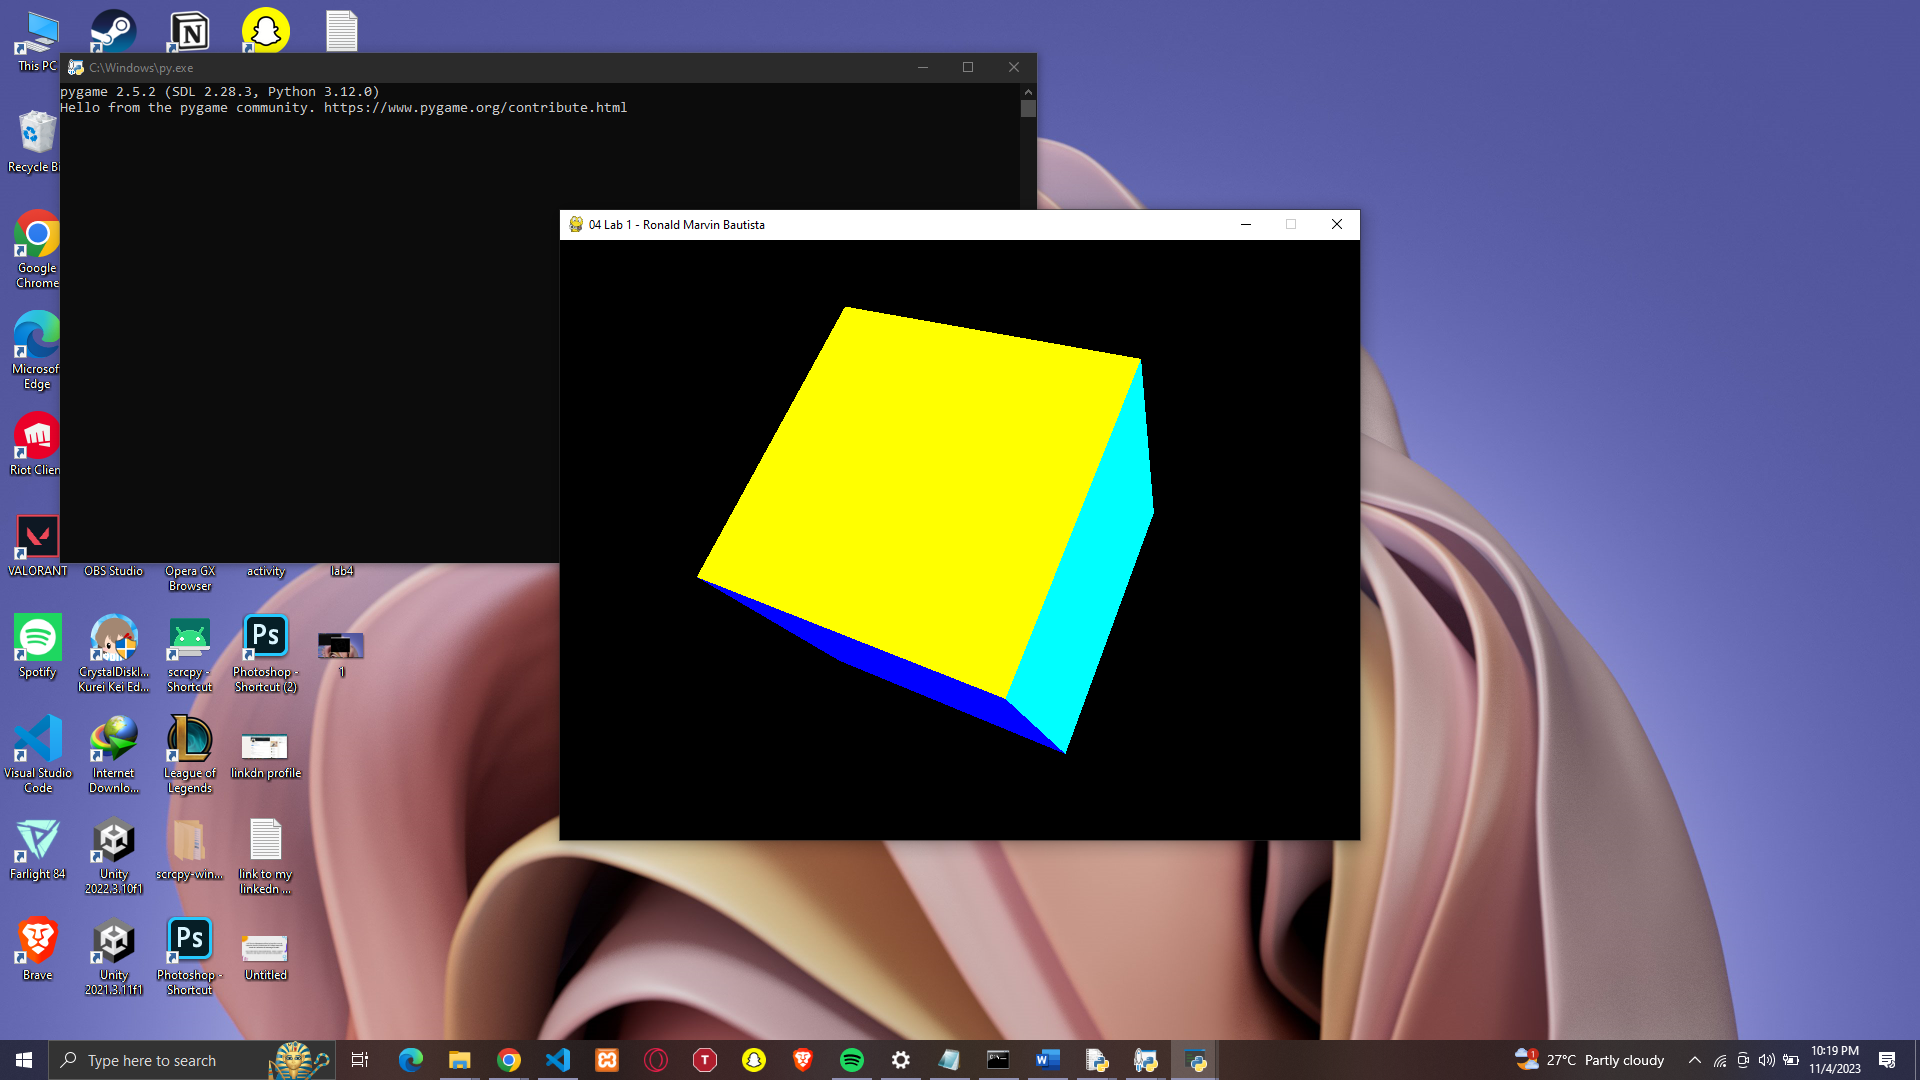 This PC
C:\Windows\py.exe
pygame 2.5.2 (SDL 2.28.3, Python 3.12.0)
Hello from the pygame community. https://www.pygame.org/contribute.html
Recycle Bi
Google
Chrome
Microsof
Edge
Riot Clien
04 Lab 1 - Ronald Marvin Bautista
VALORANT
OBS Studio
Opera GX
Browser
activity
lab4
Spotify
CrystalDiskI...
Kurei Kei Ed...
scrcpy -
Shortcut
Ps
Photoshop -
Shortcut (2)
1
Visual Studio
Code
Internet
Downlo...
League of
Legends
linkdn profile
Farlight 84
Unity
2022.3.10f1
scrcpy-win...
link to my
linkedn ...
Brave
Unity
2021.3.11f1
Ps
Photoshop -
Shortcut
Untitled
Type here to search
27°C Partly cloudy
10:19 PM
11/4/2023